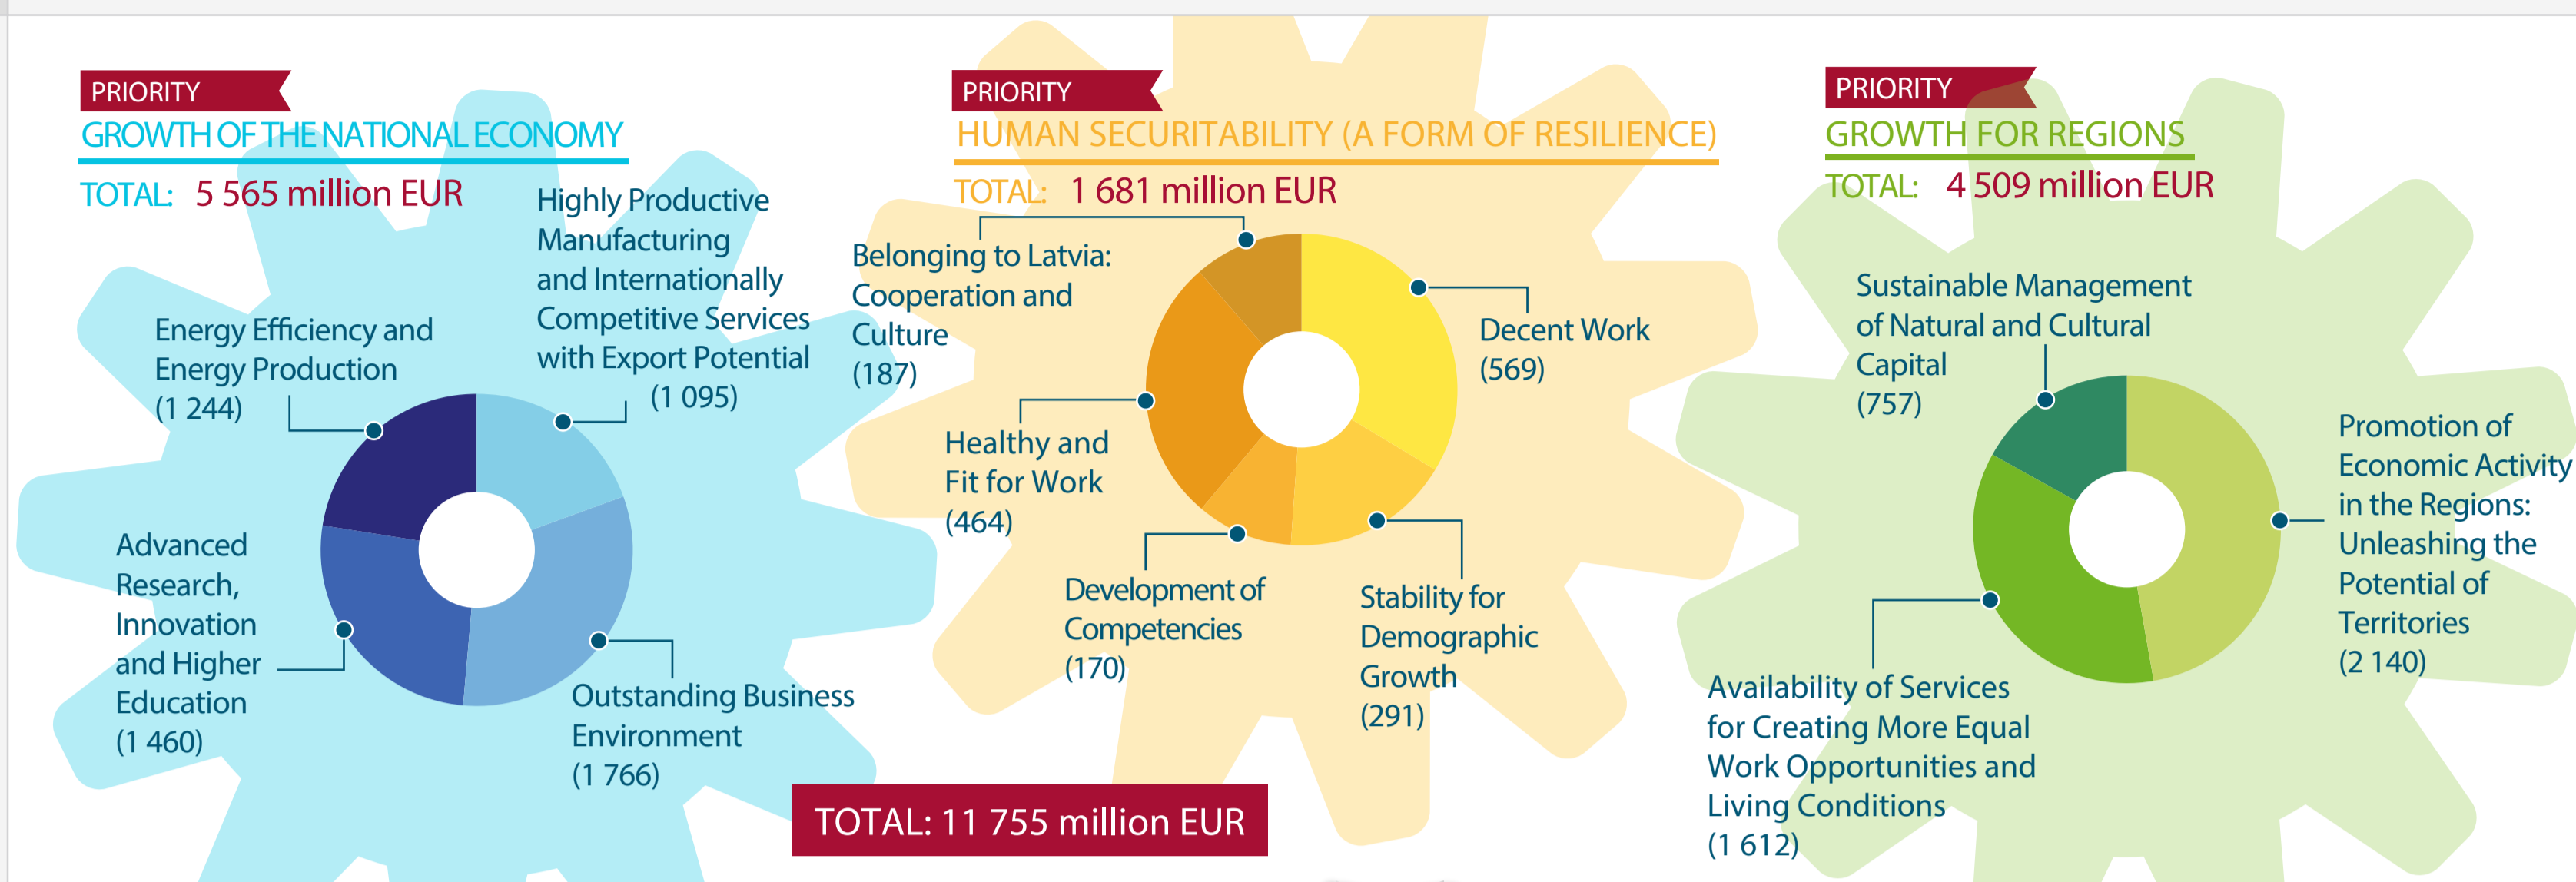 PRIORITY
GROWTH OF THE NATIONAL ECONOMY
TOTAL: 5 565 million EUR
Highly Productive
Manufacturing
and Internationally
Competitive Services
with Export Potential
(1 095)
Energy Efficiency and
Energy Production
(1 244)
Advanced
Research,
Innovation
and Higher
Education
(1 460)
Outstanding Business
Environment
(1 766)
PRIORITY
HUMAN SECURITABILITY (A FORM OF RESILIENCE)
TOTAL: 1 681 million EUR
Belonging to Latvia:
Cooperation and
Culture
(187)
Decent Work
(569)
Healthy and
Fit for Work
(464)
Development of
Competencies
(170)
Stability for
Demographic
Growth
(291)
TOTAL: 11 755 million EUR
PRIORITY
GROWTH FOR REGIONS
TOTAL: 4 509 million EUR
Sustainable Management
of Natural and Cultural
Capital
(757)
Promotion of
Economic Activity
in the Regions:
Unleashing the
Potential of
Territories
(2 140)
Availability of Services
for Creating More Equal
Work Opportunities and
Living Conditions
(1 612)